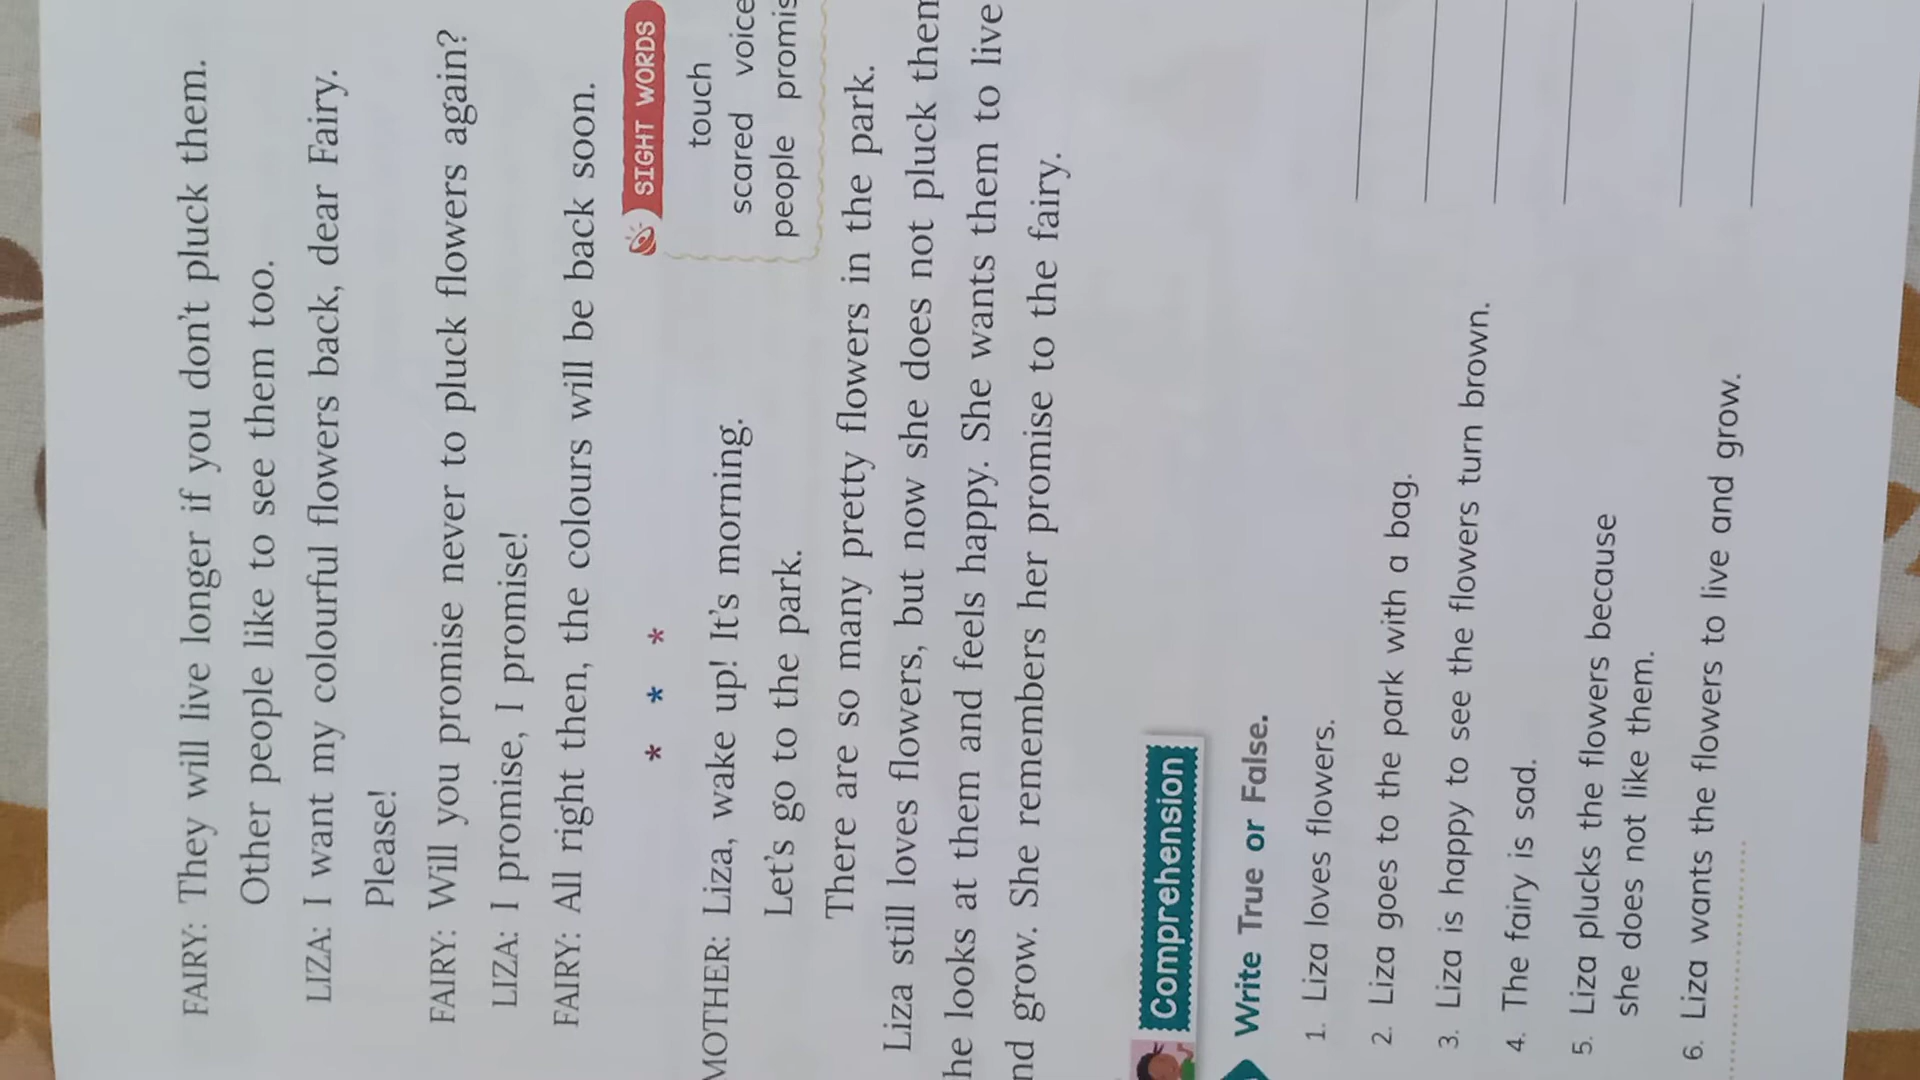 FAIRY: They will live longer if you don't pluck them.
Other people like to see them too.
LIZA: I want my colourful flowers back, dear Fairy.
Please!
FAIRY: Will you promise never to pluck flowers again?
LIZA: I promise, I promise!
FAIRY: All right then, the colours will be back soon.
* * *
SIGHT WORDS
touch
scared voice
people promis
MOTHER: Liza, wake up! It's morning.
Let's go to the park.
There are so many pretty flowers in the park.
Liza still loves flowers, but now she does not pluck them
he looks at them and feels happy. She wants them to live
nd grow. She remembers her promise to the fairy.
Comprehension
Write True or False.
1. Liza loves flowers.
2. Liza goes to the park with a bag.
3. Liza is happy to see the flowers turn brown.
4. The fairy is sad.
5. Liza plucks the flowers because
she does not like them.
6. Liza wants the flowers to live and grow.